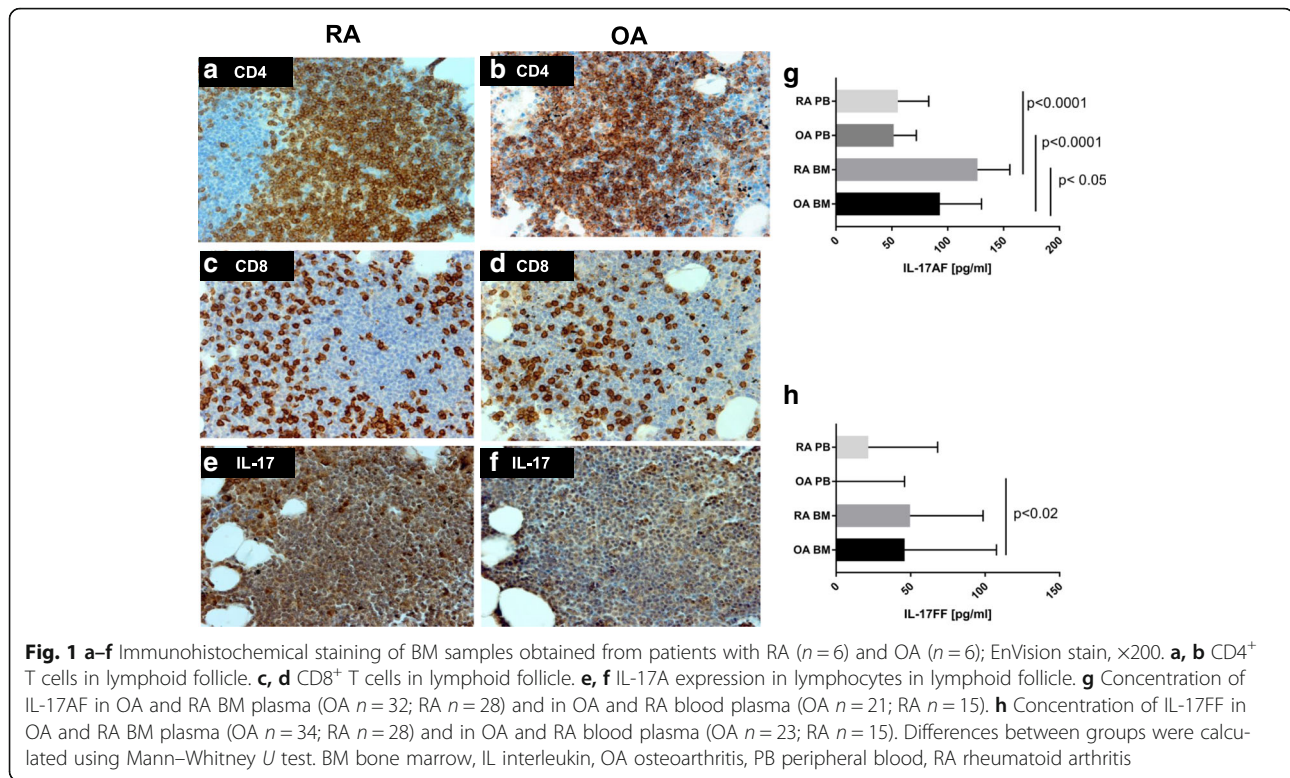 RA
OA
a CD4
b CD4
c CD8
d CD8
e IL-17
f IL-17
g
RA PB
OA PB
RA BM
OA BM
0
50
100
150
200
IL-17AF [pg/ml]
p<0.0001
p<0.0001
p< 0.05
h
RA PB
OA PB
RA BM
OA BM
0
50
100
150
IL-17FF [pg/ml]
p<0.02
Fig. 1 a–f Immunohistochemical staining of BM samples obtained from patients with RA (n = 6) and OA (n = 6); EnVision stain, ×200. a, b CD4⁺
T cells in lymphoid follicle. c, d CD8⁺ T cells in lymphoid follicle. e, f IL-17A expression in lymphocytes in lymphoid follicle. g Concentration of
IL-17AF in OA and RA BM plasma (OA n = 32; RA n = 28) and in OA and RA blood plasma (OA n = 21; RA n = 15). h Concentration of IL-17FF in
OA and RA BM plasma (OA n = 34; RA n = 28) and in OA and RA blood plasma (OA n = 23; RA n = 15). Differences between groups were calcu-
lated using Mann–Whitney U test. BM bone marrow, IL interleukin, OA osteoarthritis, PB peripheral blood, RA rheumatoid arthritis